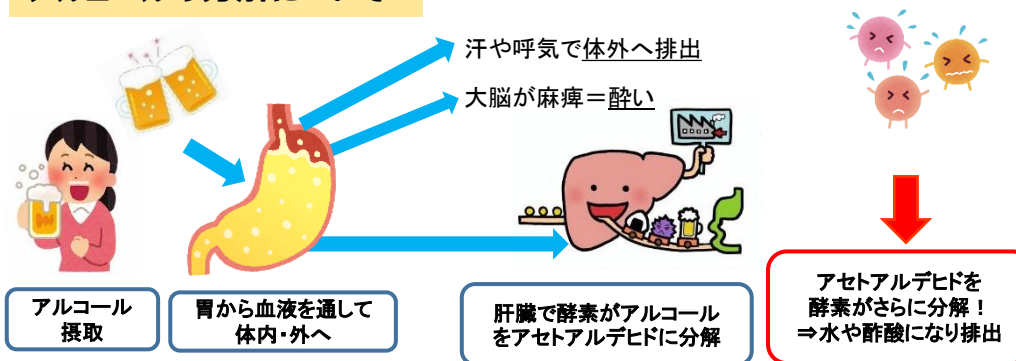 汗や呼気で体外へ排出
大脳が麻痺＝酔い
アルコール
摂取
胃から血液を通して
体内・外へ
肝臓で酵素がアルコール
をアセトアルデヒドに分解
アセトアルデヒドを
酵素がさらに分解！
⇒水や酢酸になり排出